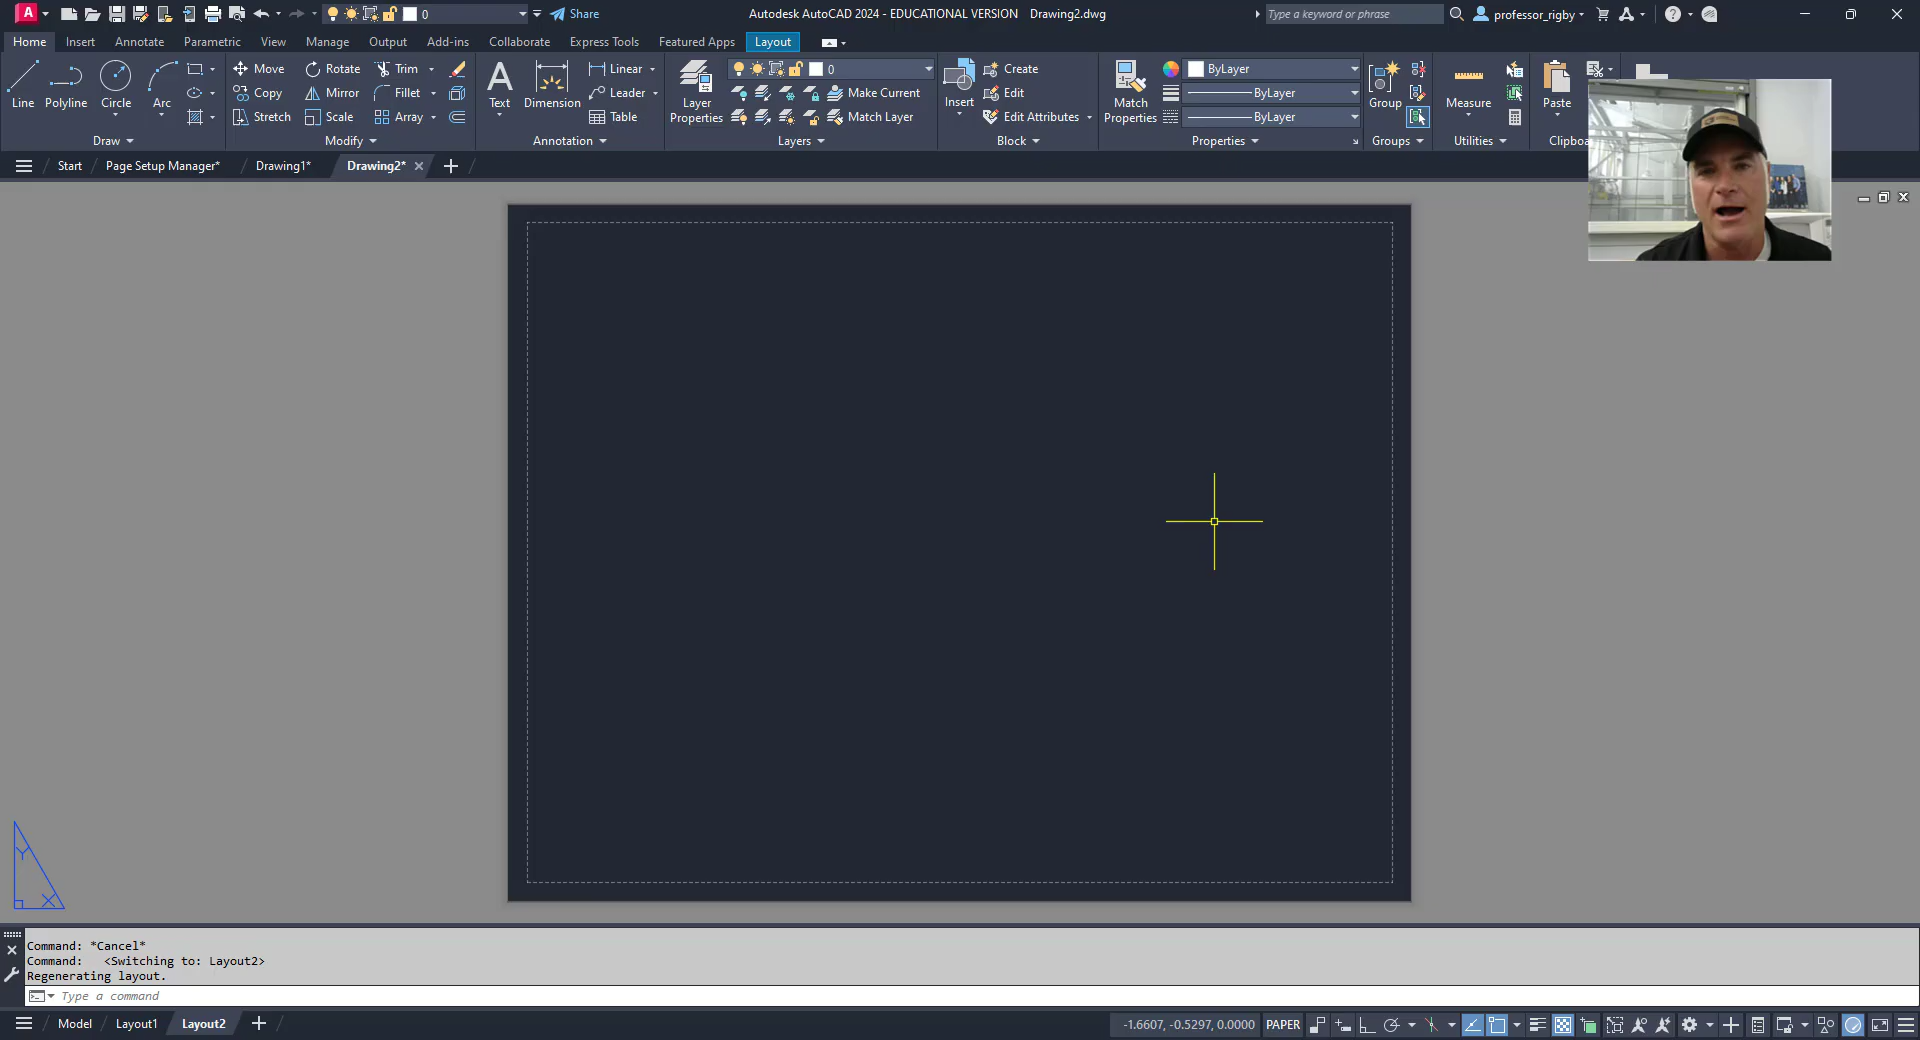 A 0 Share Autodesk AutoCAD 2024 - EDUCATIONAL VERSION Drawing2.dwg Type a keyword or phrase professor_rigby
Home Insert Annotate Parametric View Manage Output Add-ins Collaborate Express Tools Featured Apps Layout
Line Polyline Circle Arc
Draw
Move Rotate Trim
Copy Mirror Fillet
Stretch Scale Array
Modify
Text Dimension
Linear
Leader
Table
Annotation
Layer Properties
0
Make Current
Match Layer
Layers
Insert
Create
Edit
Edit Attributes
Block
Match Properties
ByLayer
ByLayer
ByLayer
Properties
Group
Groups
Measure
Utilities
Paste
Start Page Setup Manager* Drawing1* Drawing2*
Y
X
Command: *Cancel*
Command: <Switching to: Layout2>
Regenerating layout.
Type a command
Model Layout1 Layout2 -1.6607, -0.5297, 0.0000 PAPER